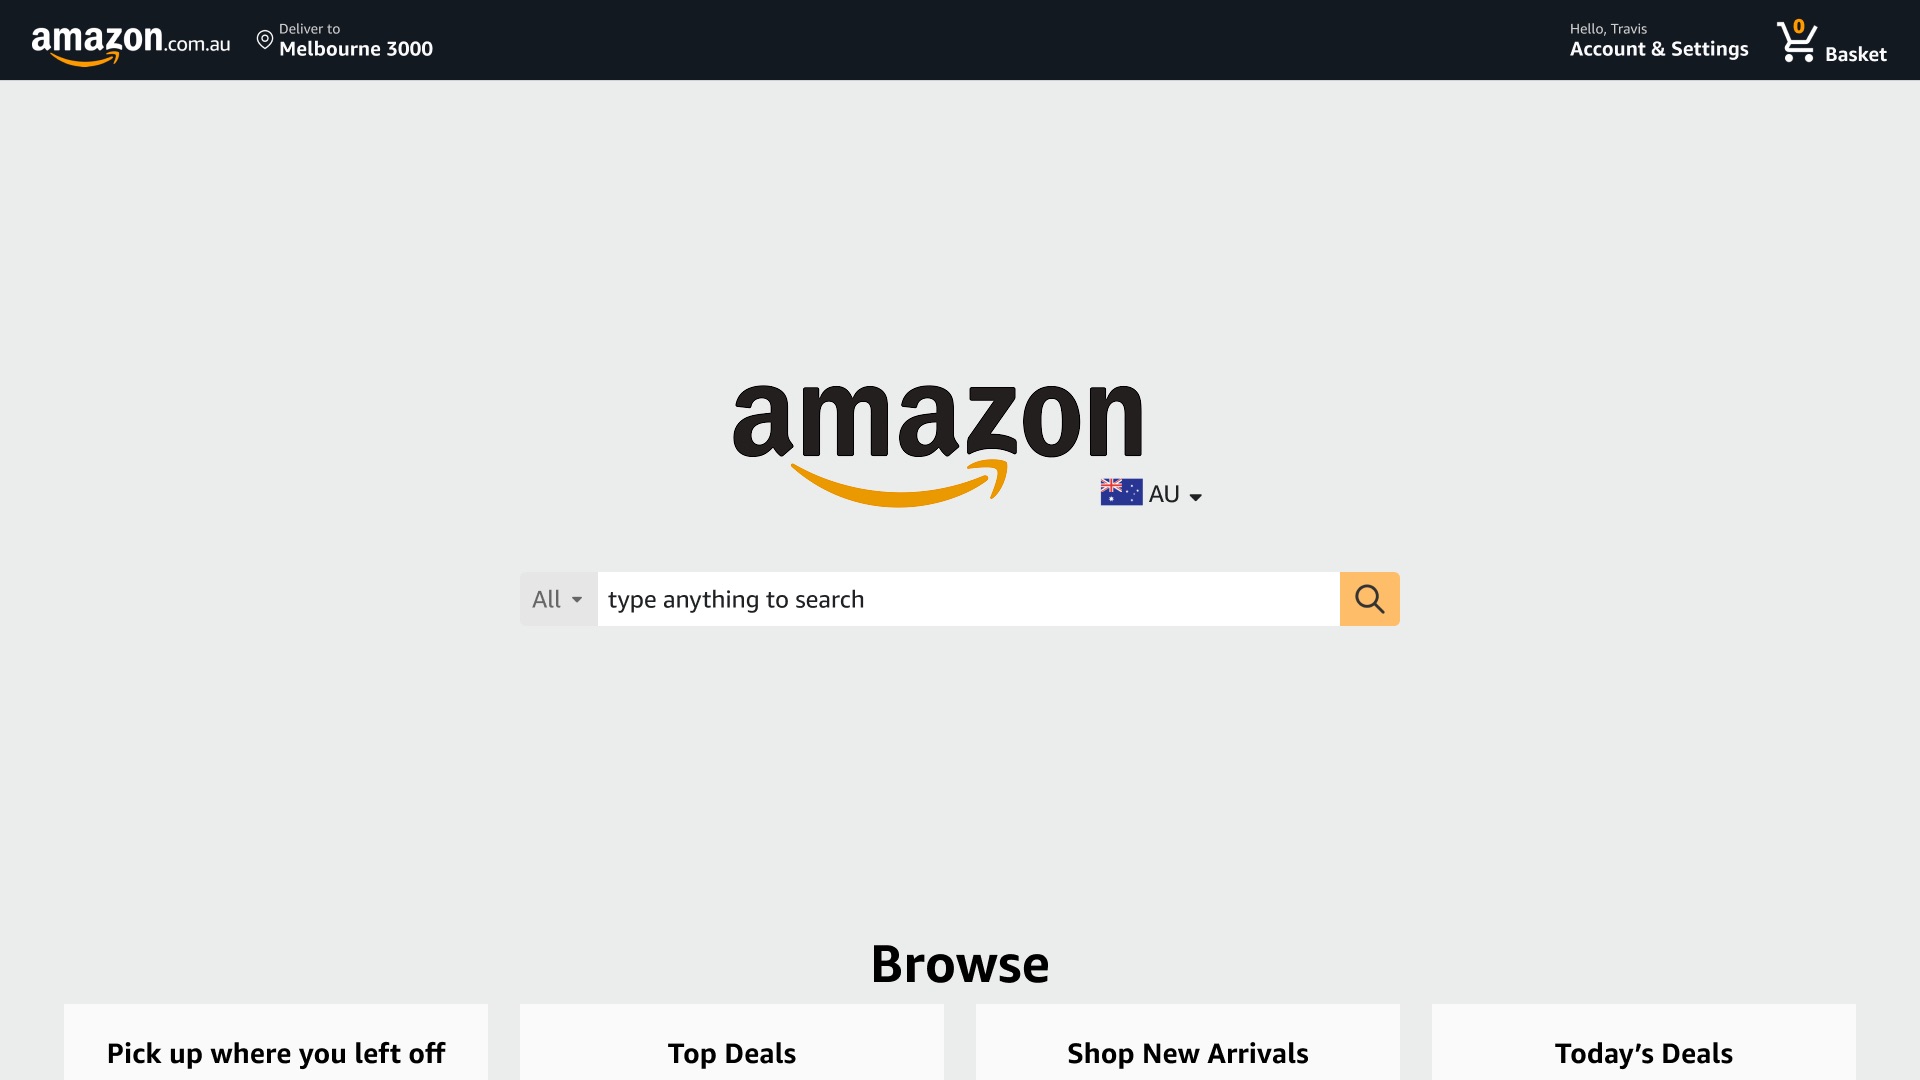 amazon.com.au
Deliver to
Melbourne 3000
Hello, Travis
Account & Settings
0
Basket
amazon
AU
All
type anything to search
Browse
Pick up where you left off
Top Deals
Shop New Arrivals
Today’s Deals